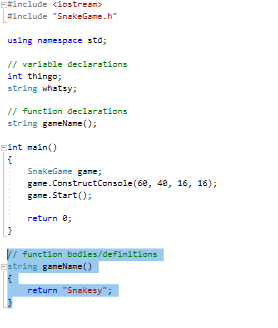 #include <iostream>
#include "SnakeGame.h"
using namespace std;
// variable declarations
int thingo;
string whatsy;
// function declarations
string gameName();
int main()
{
SnakeGame game;
game.ConstructConsole(60, 40, 16, 16);
game.Start();
return 0;
}
// function bodies/definitions
string gameName()
{
return "Snakesy";
}